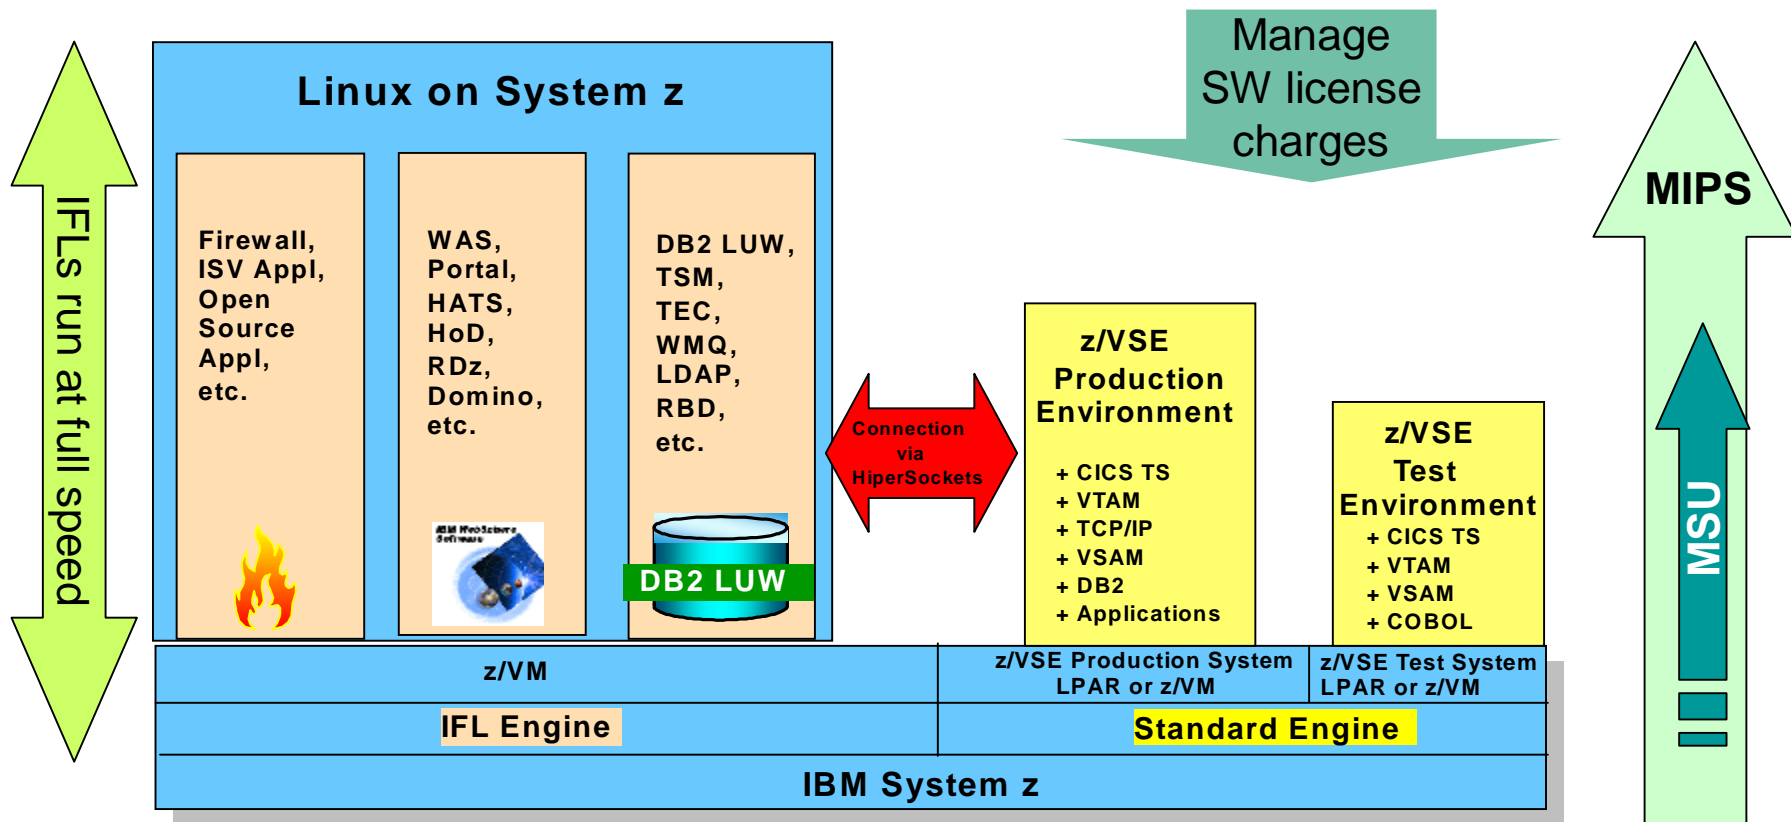 Manage
SW license
charges
Linux on System z
IFLs run at full speed
Firewall,
ISV Appl,
Open
Source
Appl,
etc.
WAS,
Portal,
HATS,
HoD,
RDz,
Domino,
etc.
IBM WebSphere
Software
DB2 LUW,
TSM,
TEC,
WMQ,
LDAP,
RBD,
etc.
DB2 LUW
Connection
via
HiperSockets
z/VSE
Production
Environment
+ CICS TS
+ VTAM
+ TCP/IP
+ VSAM
+ DB2
+ Applications
z/VSE
Test
Environment
+ CICS TS
+ VTAM
+ VSAM
+ COBOL
MIPS
MSU
z/VM
z/VSE Production System
LPAR or z/VM
z/VSE Test System
LPAR or z/VM
IFL Engine
Standard Engine
IBM System z